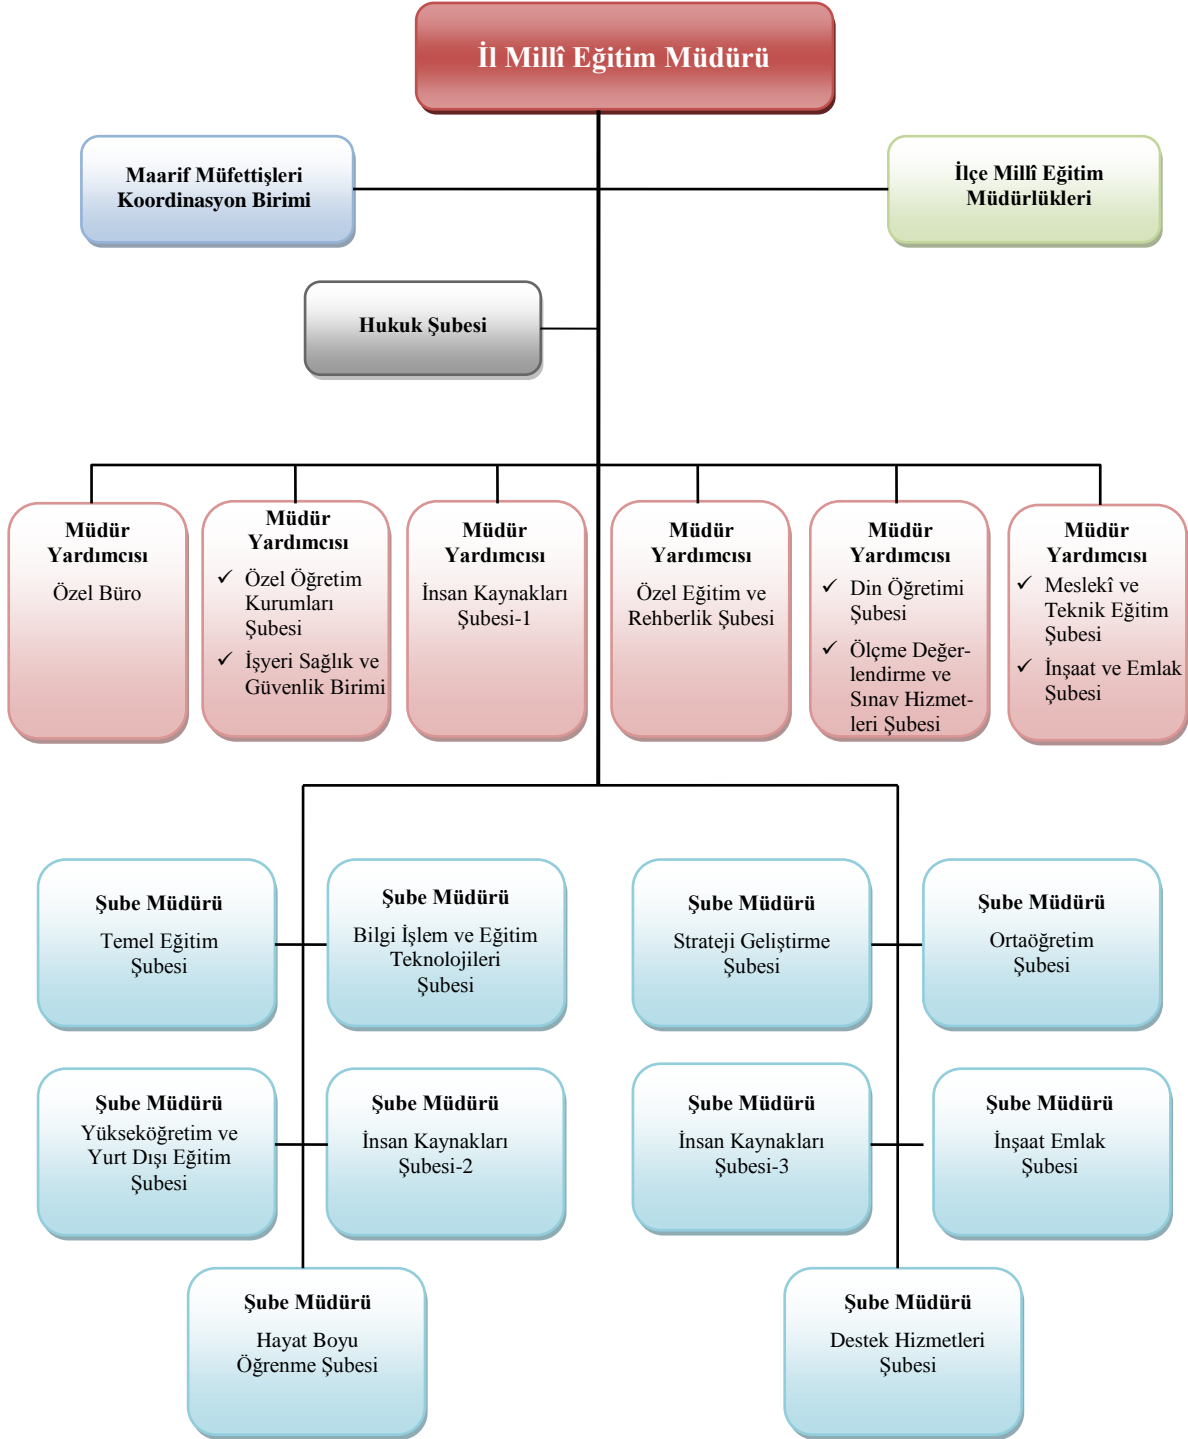 İl Millî Eğitim Müdürü
Maarif Müfettişleri
Koordinasyon Birimi
İlçe Millî Eğitim
Müdürlükleri
Hukuk Şubesi
Müdür
Yardımcısı
Özel Büro
Müdür
Yardımcısı
✓ Özel Öğretim
Kurumları
Şubesi
✓ İşyeri Sağlık ve
Güvenlik Birimi
Müdür
Yardımcısı
İnsan Kaynakları
Şubesi-1
Müdür
Yardımcısı
Özel Eğitim ve
Rehberlik Şubesi
Müdür
Yardımcısı
✓ Din Öğretimi
Şubesi
✓ Ölçme Değer-
lendirme ve
Sınav Hizmet-
leri Şubesi
Müdür
Yardımcısı
✓ Meslekî ve
Teknik Eğitim
Şubesi
✓ İnşaat ve Emlak
Şubesi
Şube Müdürü
Temel Eğitim
Şubesi
Şube Müdürü
Bilgi İşlem ve Eğitim
Teknolojileri
Şubesi
Şube Müdürü
Strateji Geliştirme
Şubesi
Şube Müdürü
Ortaöğretim
Şubesi
Şube Müdürü
Yükseköğretim ve
Yurt Dışı Eğitim
Şubesi
Şube Müdürü
İnsan Kaynakları
Şubesi-2
Şube Müdürü
İnsan Kaynakları
Şubesi-3
Şube Müdürü
İnşaat Emlak
Şubesi
Şube Müdürü
Hayat Boyu
Öğrenme Şubesi
Şube Müdürü
Destek Hizmetleri
Şubesi